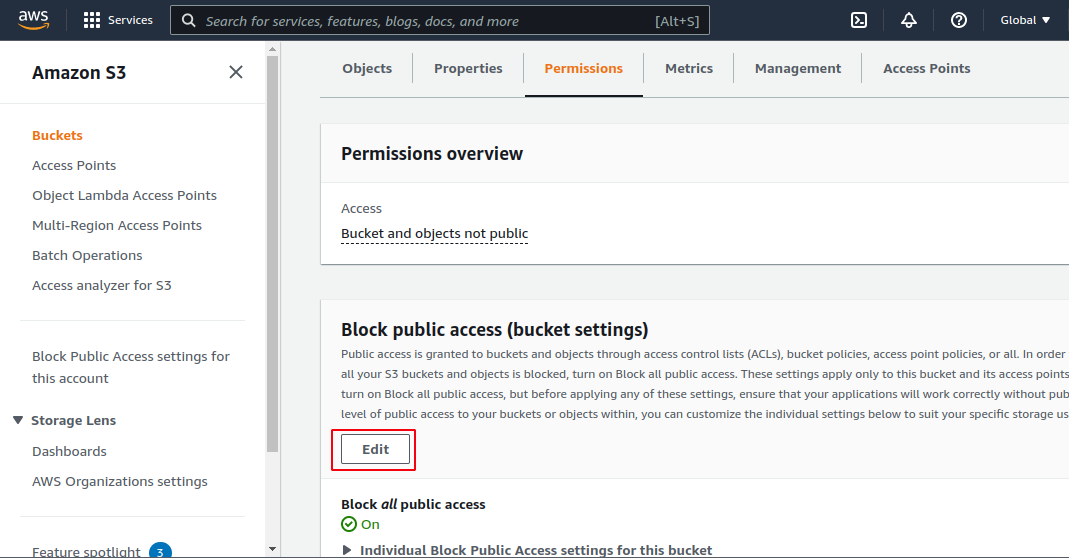 aws
Services
Search for services, features, blogs, docs, and more
[Alt+S]
Global
Amazon S3
Buckets
Access Points
Object Lambda Access Points
Multi-Region Access Points
Batch Operations
Access analyzer for S3
Block Public Access settings for
this account
Storage Lens
Dashboards
AWS Organizations settings
Feature spotlight 3
Objects Properties Permissions Metrics Management Access Points
Permissions overview
Access
Bucket and objects not public
Block public access (bucket settings)
Public access is granted to buckets and objects through access control lists (ACLs), bucket policies, access point policies, or all. In order
all your S3 buckets and objects is blocked, turn on Block all public access. These settings apply only to this bucket and its access points
turn on Block all public access, but before applying any of these settings, ensure that your applications will work correctly without pub
level of public access to your buckets or objects within, you can customize the individual settings below to suit your specific storage us
Edit
Block all public access
On
Individual Block Public Access settings for this bucket